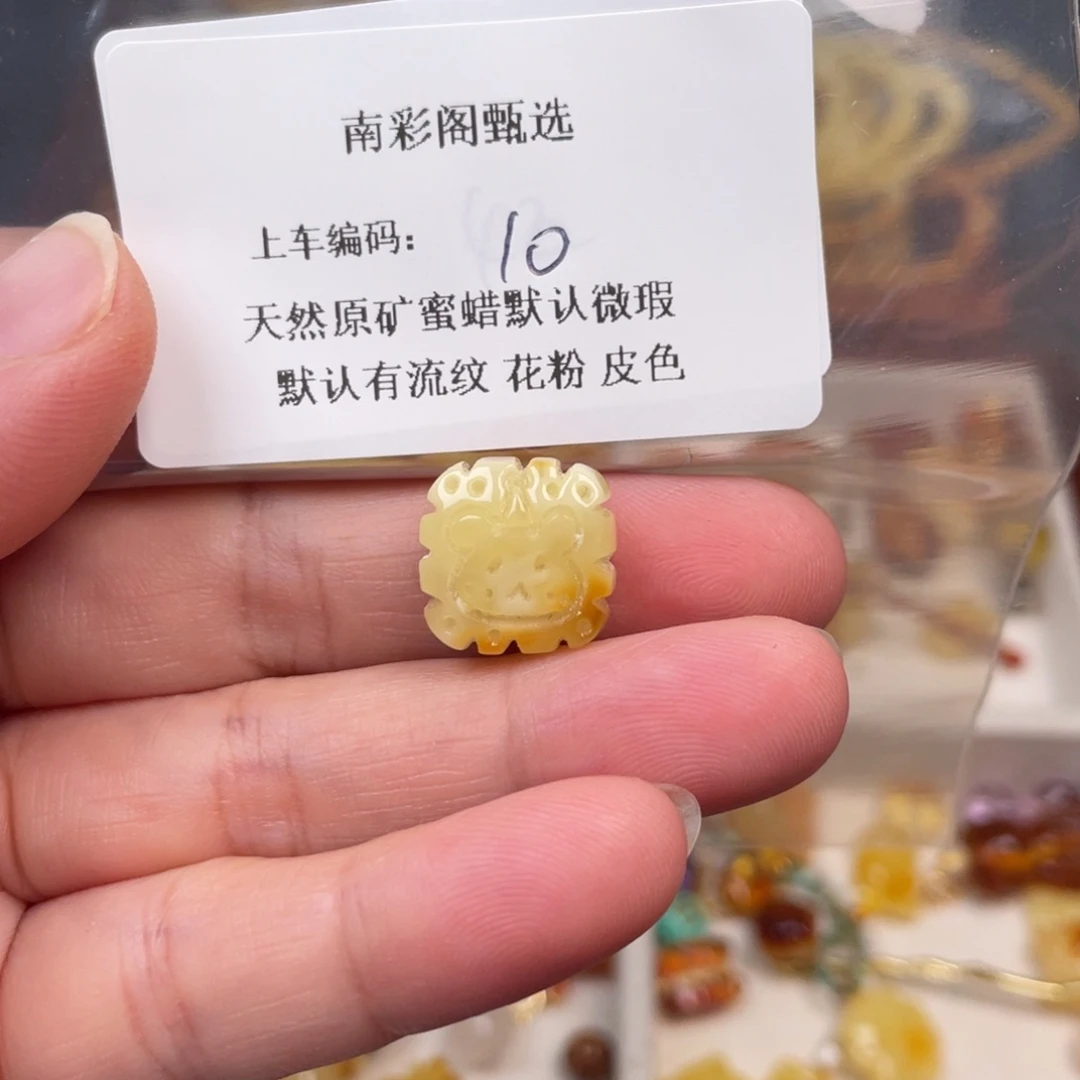 南彩阁甄选
上车编码: 10
天然原矿蜜蜡默认微瑕
默认有流纹 花粉 皮色